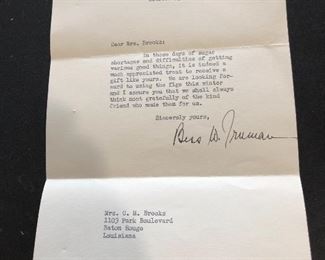 Dear Mrs. Brooks:
In these days of sugar
shortages and difficulties of getting
various good things, it is indeed a
much appreciated treat to receive a
gift like yours. We are looking for-
ward to using the figs this winter
and I assure you that we shall always
think most gratefully of the kind
friend who made them for us.
Sincerely yours,
Bess W. Truman
Mrs. O. M. Brooks
1103 Park Boulevard
Baton Rouge
Louisiana